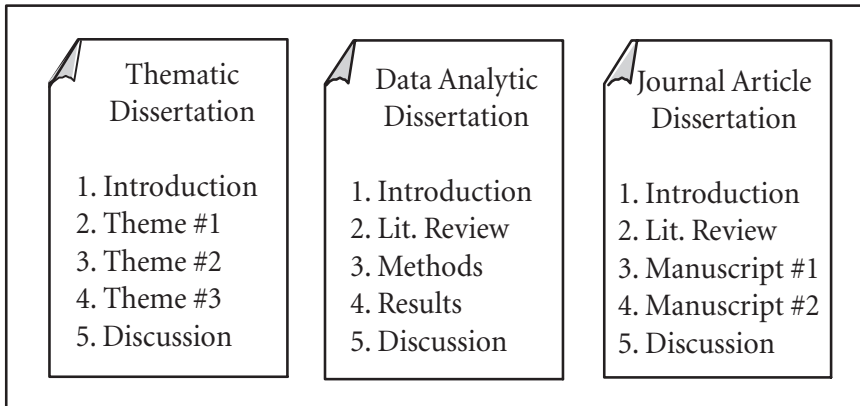 Thematic
Dissertation
1. Introduction
2. Theme #1
3. Theme #2
4. Theme #3
5. Discussion
Data Analytic
Dissertation
1. Introduction
2. Lit. Review
3. Methods
4. Results
5. Discussion
Journal Article
Dissertation
1. Introduction
2. Lit. Review
3. Manuscript #1
4. Manuscript #2
5. Discussion